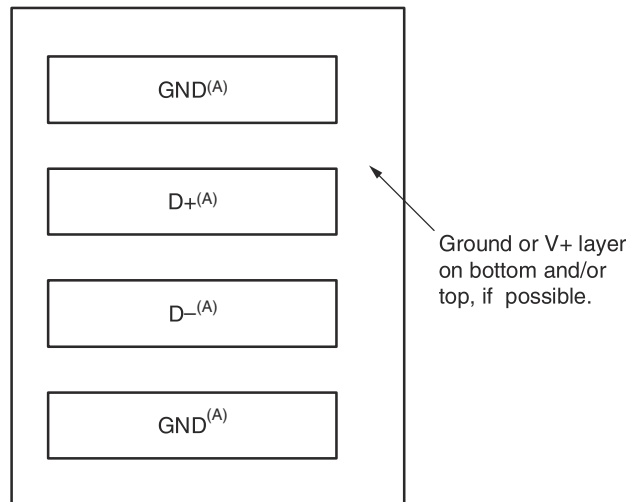 GND(A)
D+(A)
D–(A)
GND(A)
Ground or V+ layer
on bottom and/or
top, if possible.